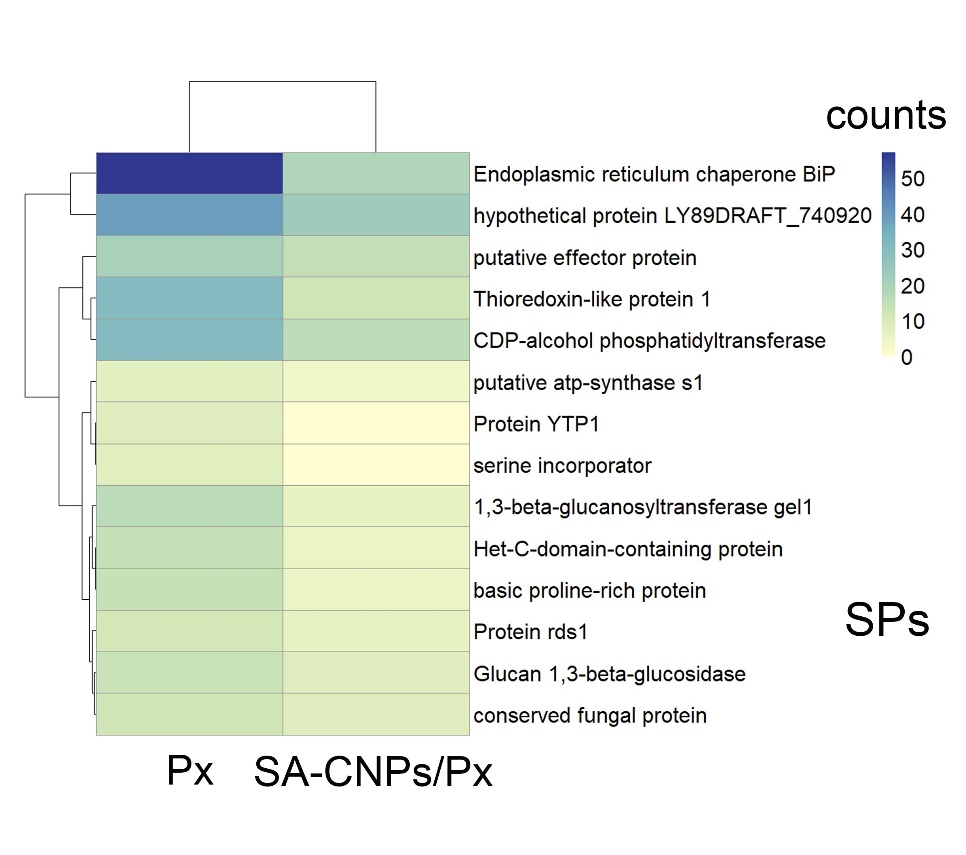 counts
Endoplasmic reticulum chaperone BiP
hypothetical protein LY89DRAFT_740920
putative effector protein
Thioredoxin-like protein 1
CDP-alcohol phosphatidyltransferase
putative atp-synthase s1
Protein YTP1
serine incorporator
1,3-beta-glucanosyltransferase gel1
Het-C-domain-containing protein
basic proline-rich protein
Protein rds1
Glucan 1,3-beta-glucosidase
conserved fungal protein
50
40
30
20
10
0
SPs
Px
SA-CNPs/Px